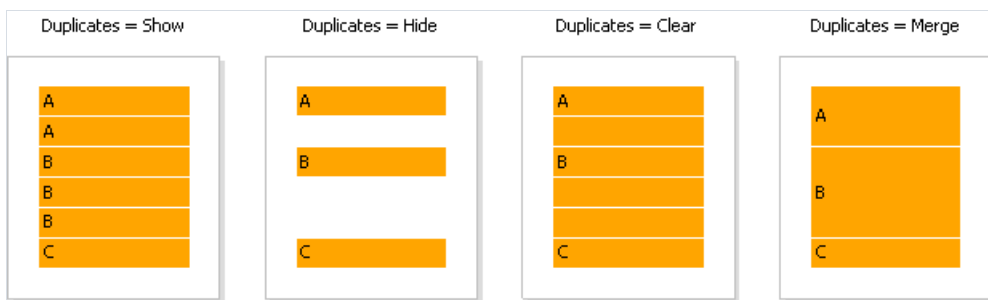 Duplicates = Show
Duplicates = Hide
Duplicates = Clear
Duplicates = Merge
A
A
B
B
B
C
A
B
C
A
B
C
A
B
C